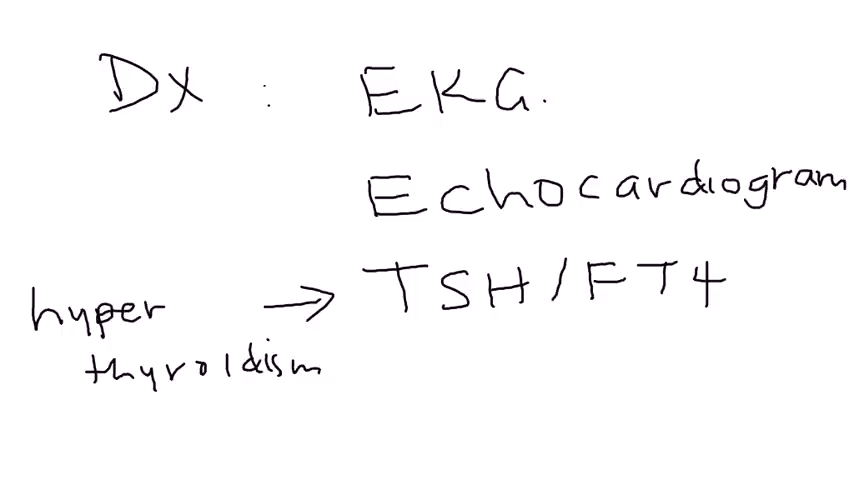 Dx : EKG.
Echocardiogram
hyper → TSH/FT4
thyroidism